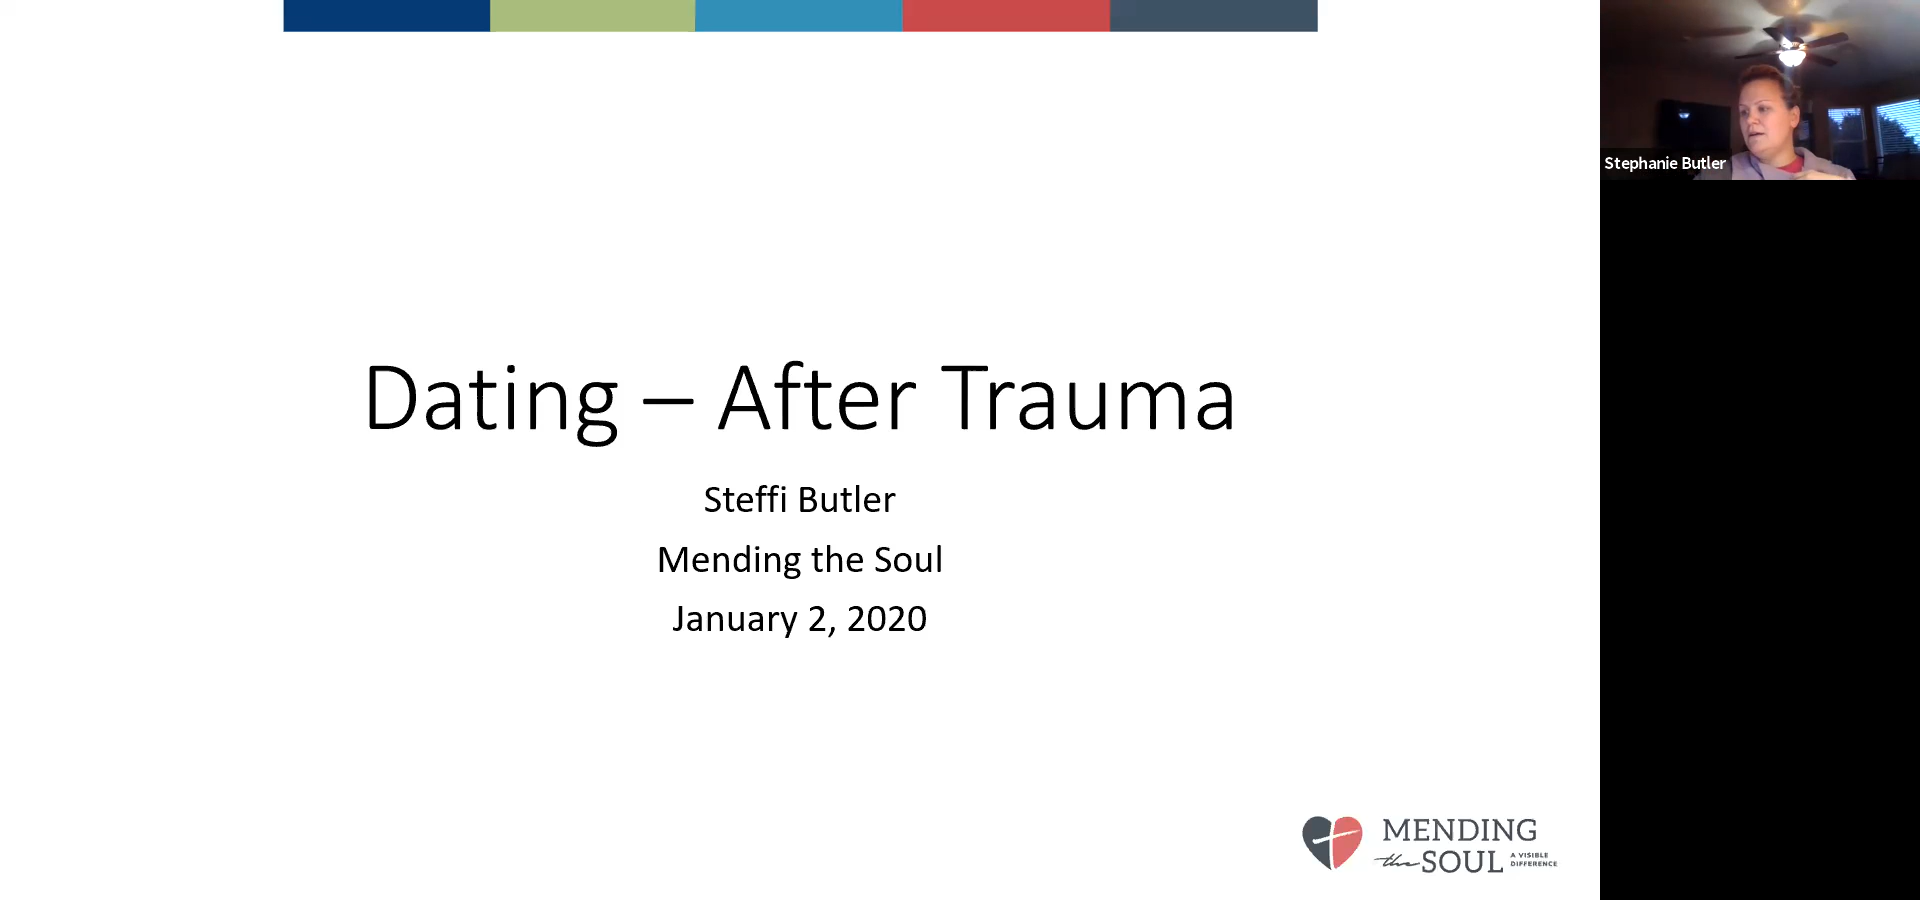 Dating – After Trauma
Steffi Butler
Mending the Soul
January 2, 2020
Stephanie Butler
MENDING
the SOUL
A VISIBLE
DIFFERENCE